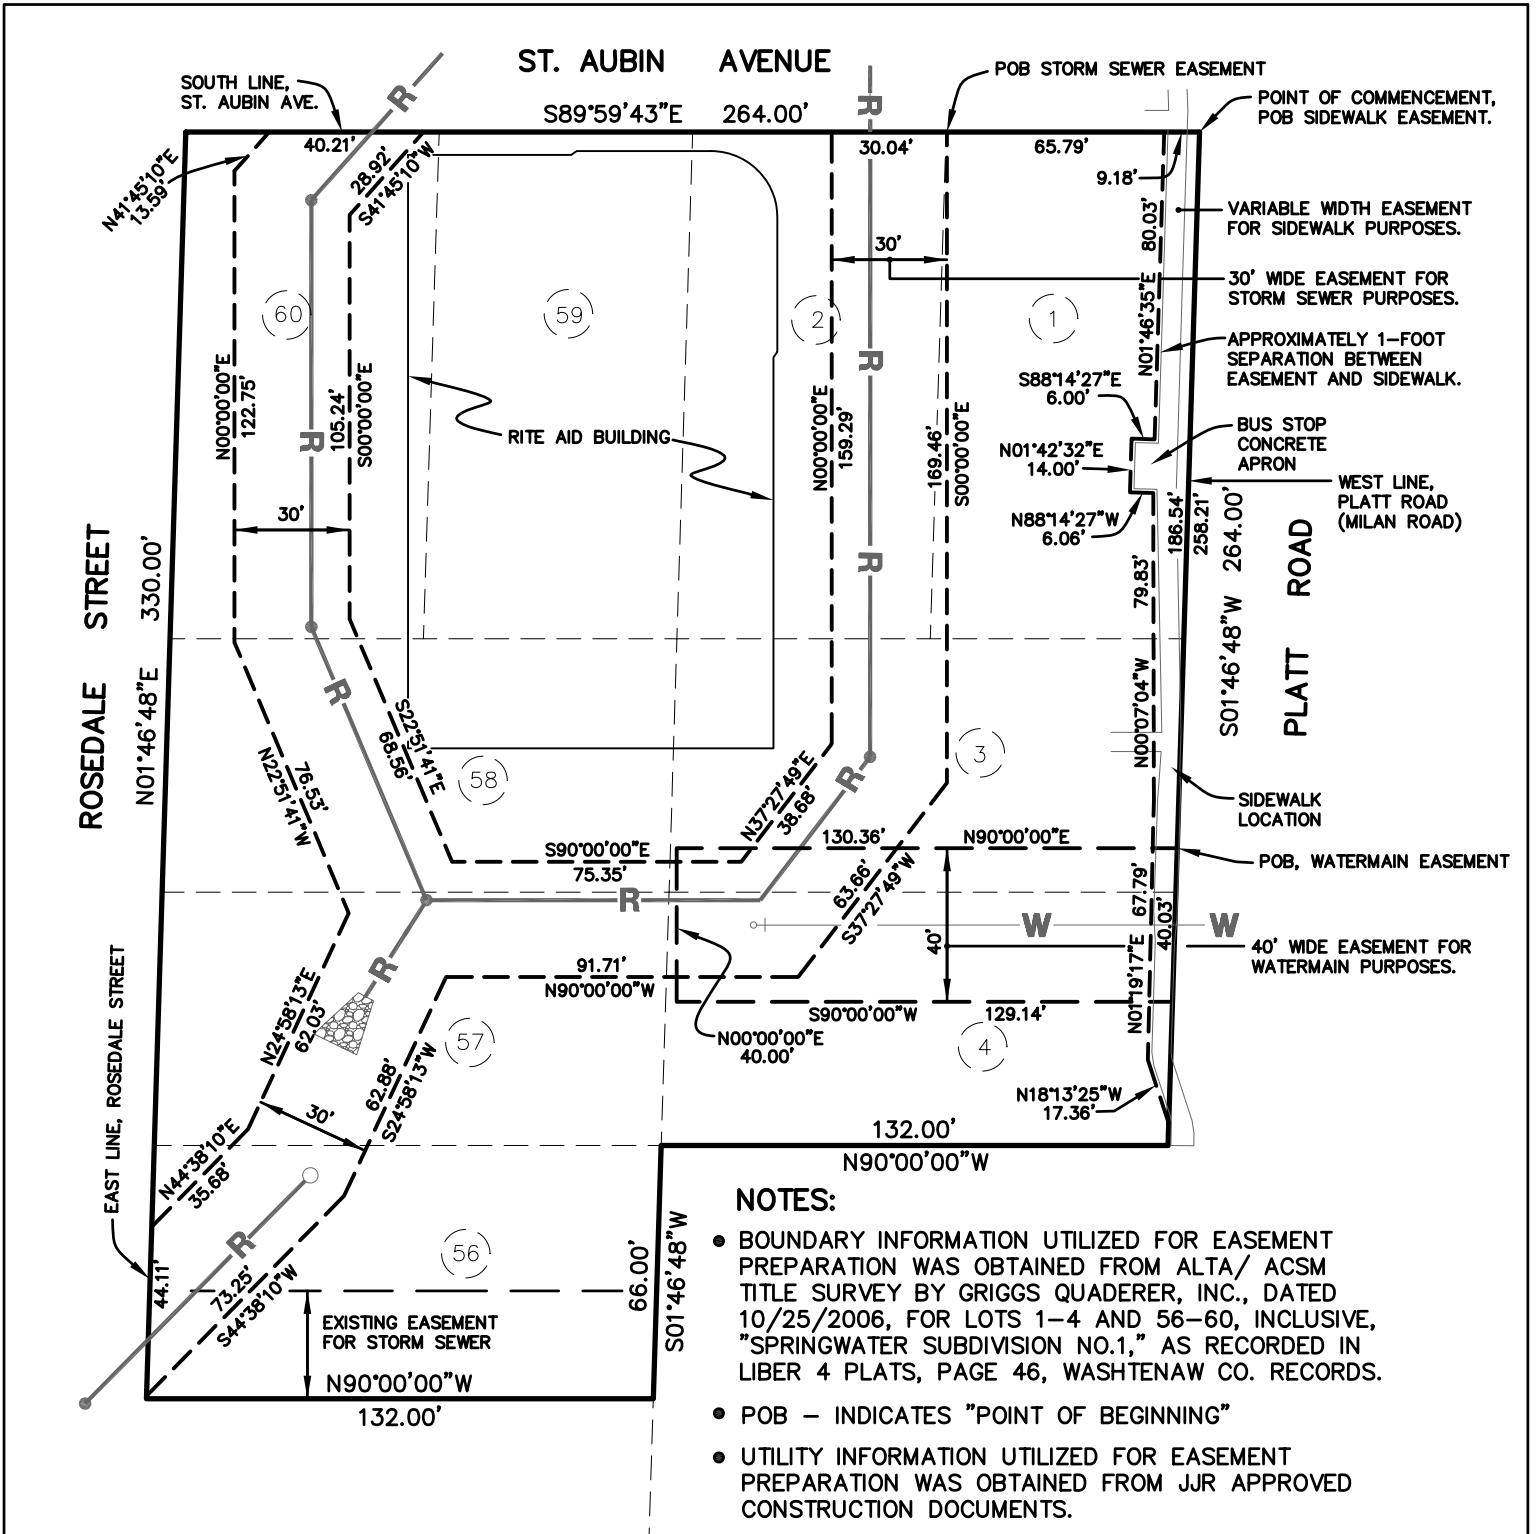 ST. AUBIN AVENUE
S89°59'43"E 264.00'
SOUTH LINE,
ST. AUBIN AVE.
R
R
POB STORM SEWER EASEMENT
POINT OF COMMENCEMENT,
POB SIDEWALK EASEMENT.
40.21'
30.04'
65.79'
9.18'
N41°45'10"E
13.59'
28.92'
S41°45'10"W
VARIABLE WIDTH EASEMENT
FOR SIDEWALK PURPOSES.
80.03'
N01°46'35"E
30'
30' WIDE EASEMENT FOR
STORM SEWER PURPOSES.
60
59
2
1
APPROXIMATELY 1-FOOT
SEPARATION BETWEEN
EASEMENT AND SIDEWALK.
N00°00'00"E
122.75'
105.24'
S00°00'00"E
R
R
S88°14'27"E
6.00'
BUS STOP
CONCRETE
APRON
RITE AID BUILDING
N00°00'00"E
159.29'
169.46'
S00°00'00"E
N01°42'32"E
14.00'
WEST LINE,
PLATT ROAD
(MILAN ROAD)
N88°14'27"W
6.06'
30'
R
186.54'
258.21'
S01°46'48"W 264.00'
PLATT ROAD
ROSEDALE STREET
N01°46'48"E 330.00'
79.83'
N00°07'04"W
R
S22°51'41"E
68.56'
76.53'
N22°51'41"W
58
3
R
N37°27'49"E
38.68'
SIDEWALK
LOCATION
130.36' N90°00'00"E
POB, WATERMAIN EASEMENT
S90°00'00"E
75.35'
R
63.66'
S37°27'49"W
67.79'
N01°19'17"E
40.03'
W
W
40'
40' WIDE EASEMENT FOR
WATERMAIN PURPOSES.
R
91.71'
N90°00'00"W
S90°00'00"W 129.14'
N24°58'13"E
62.03'
EAST LINE, ROSEDALE STREET
57
4
N00°00'00"E
40.00'
62.88'
S24°58'13"W
N18°13'25"W
17.36'
30'
132.00'
N90°00'00"W
N44°38'10"E
35.68'
R
56
44.11'
73.25'
S44°38'10"W
66.00'
S01°46'48"W
EXISTING EASEMENT
FOR STORM SEWER
N90°00'00"W
132.00'
NOTES:
BOUNDARY INFORMATION UTILIZED FOR EASEMENT
PREPARATION WAS OBTAINED FROM ALTA/ ACSM
TITLE SURVEY BY GRIGGS QUADERER, INC., DATED
10/25/2006, FOR LOTS 1-4 AND 56-60, INCLUSIVE,
"SPRINGWATER SUBDIVISION NO.1," AS RECORDED IN
LIBER 4 PLATS, PAGE 46, WASHTENAW CO. RECORDS.
POB - INDICATES "POINT OF BEGINNING"
UTILITY INFORMATION UTILIZED FOR EASEMENT
PREPARATION WAS OBTAINED FROM JJR APPROVED
CONSTRUCTION DOCUMENTS.